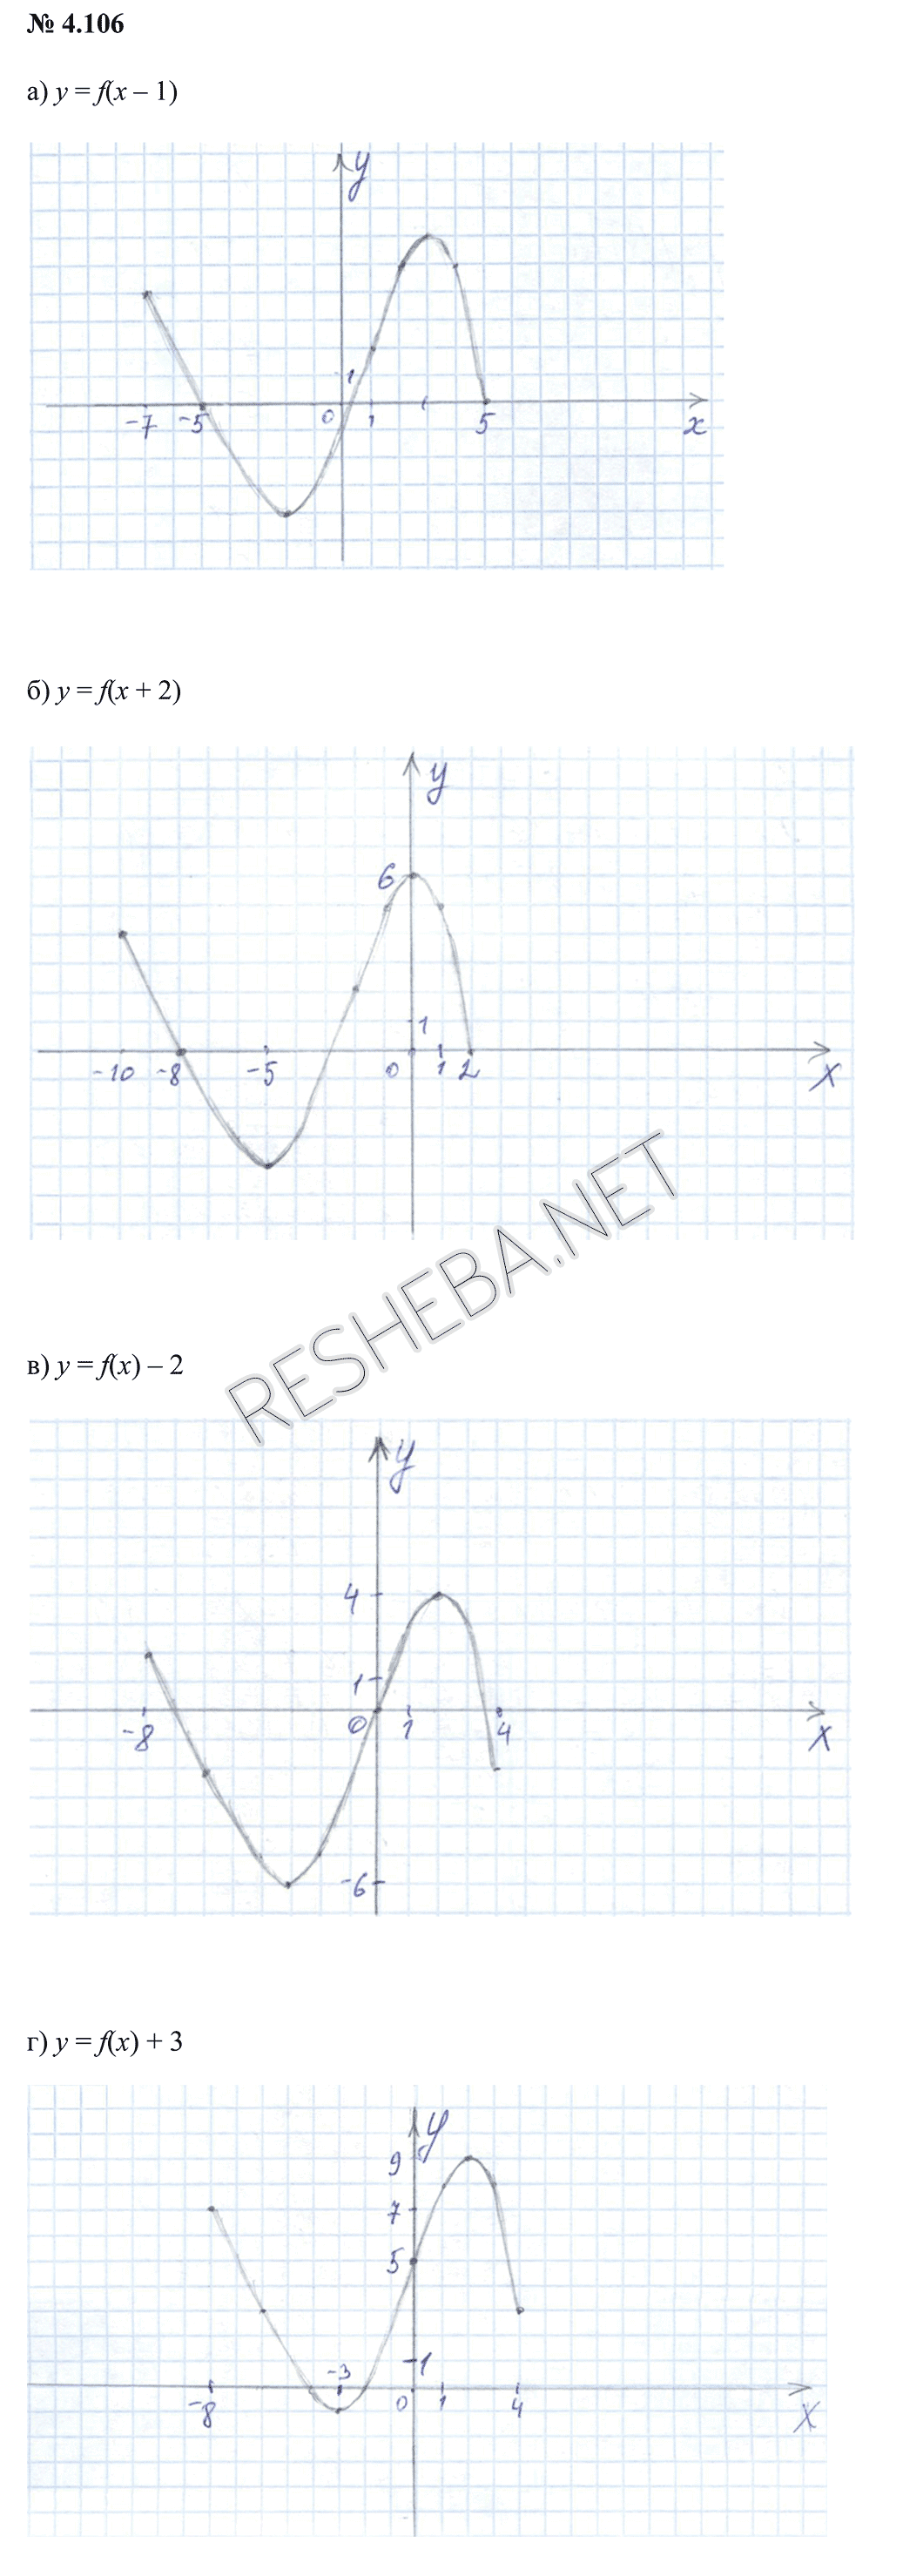 № 4.106
а) y = f(x – 1)
y
1
-7 -5 0 1 5 x
б) y = f(x + 2)
y
6
1
-10 -8 -5 0 1 2 x
RESHEBA.NET
в) y = f(x) – 2
y
4
1
-8 0 1 4 x
-6
г) y = f(x) + 3
y
9
7
5
1
-3
-8 0 1 4 x